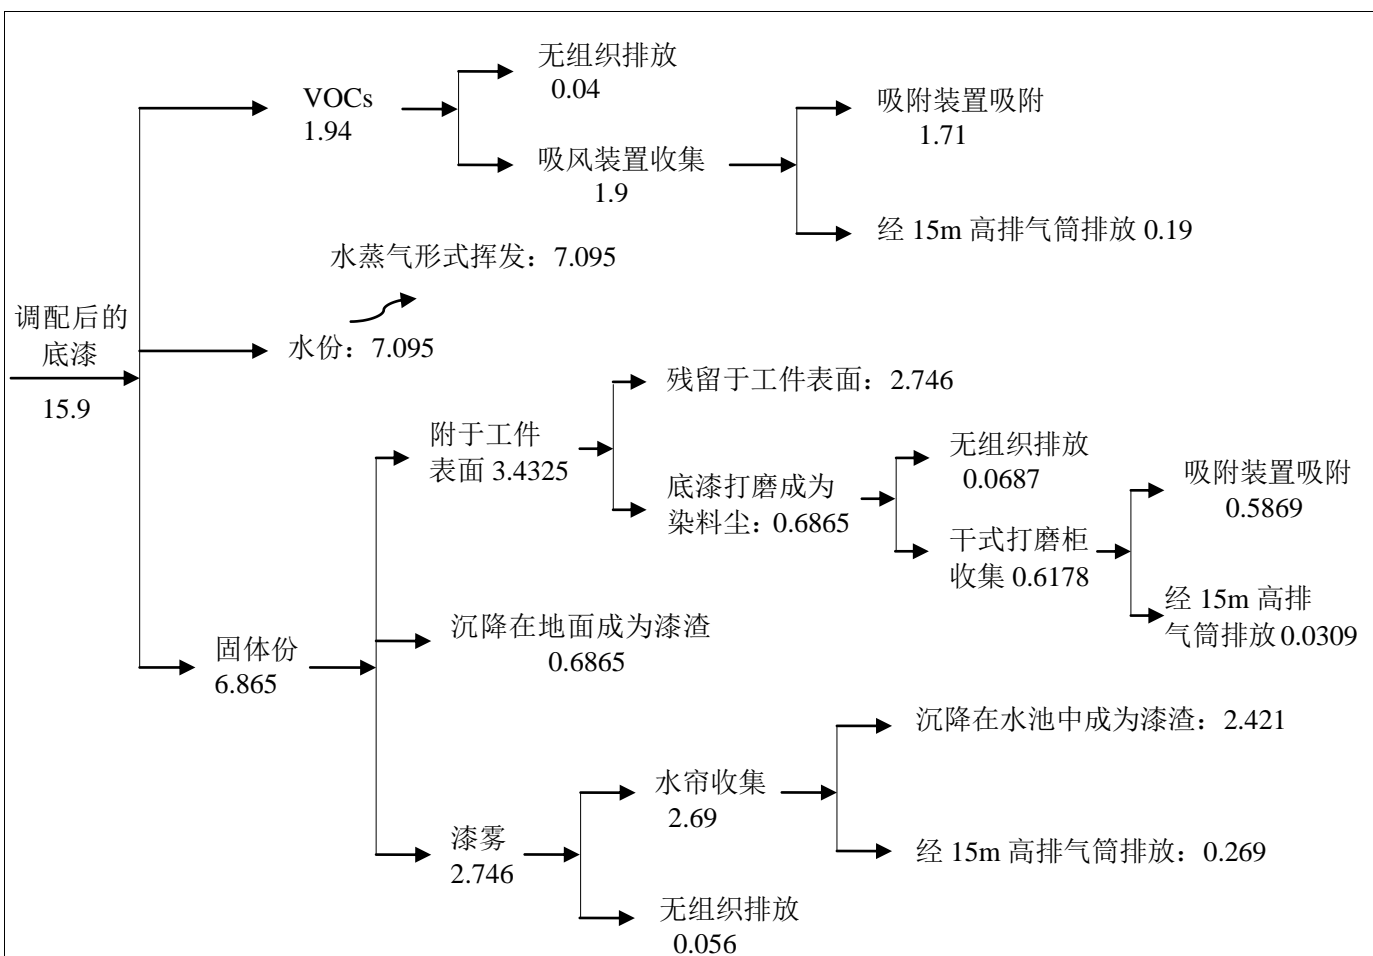 无组织排放
0.04
VOCs
1.94
吸附装置吸附
1.71
吸风装置收集
1.9
经 15m 高排气筒排放 0.19
水蒸气形式挥发：7.095
调配后的
底漆
15.9
水份：7.095
残留于工件表面：2.746
附于工件
表面 3.4325
无组织排放
0.0687
底漆打磨成为
染料尘：0.6865
吸附装置吸附
0.5869
干式打磨柜
收集 0.6178
经 15m 高排
气筒排放 0.0309
沉降在地面成为漆渣
0.6865
固体份
6.865
沉降在水池中成为漆渣：2.421
水帘收集
2.69
漆雾
2.746
经 15m 高排气筒排放：0.269
无组织排放
0.056